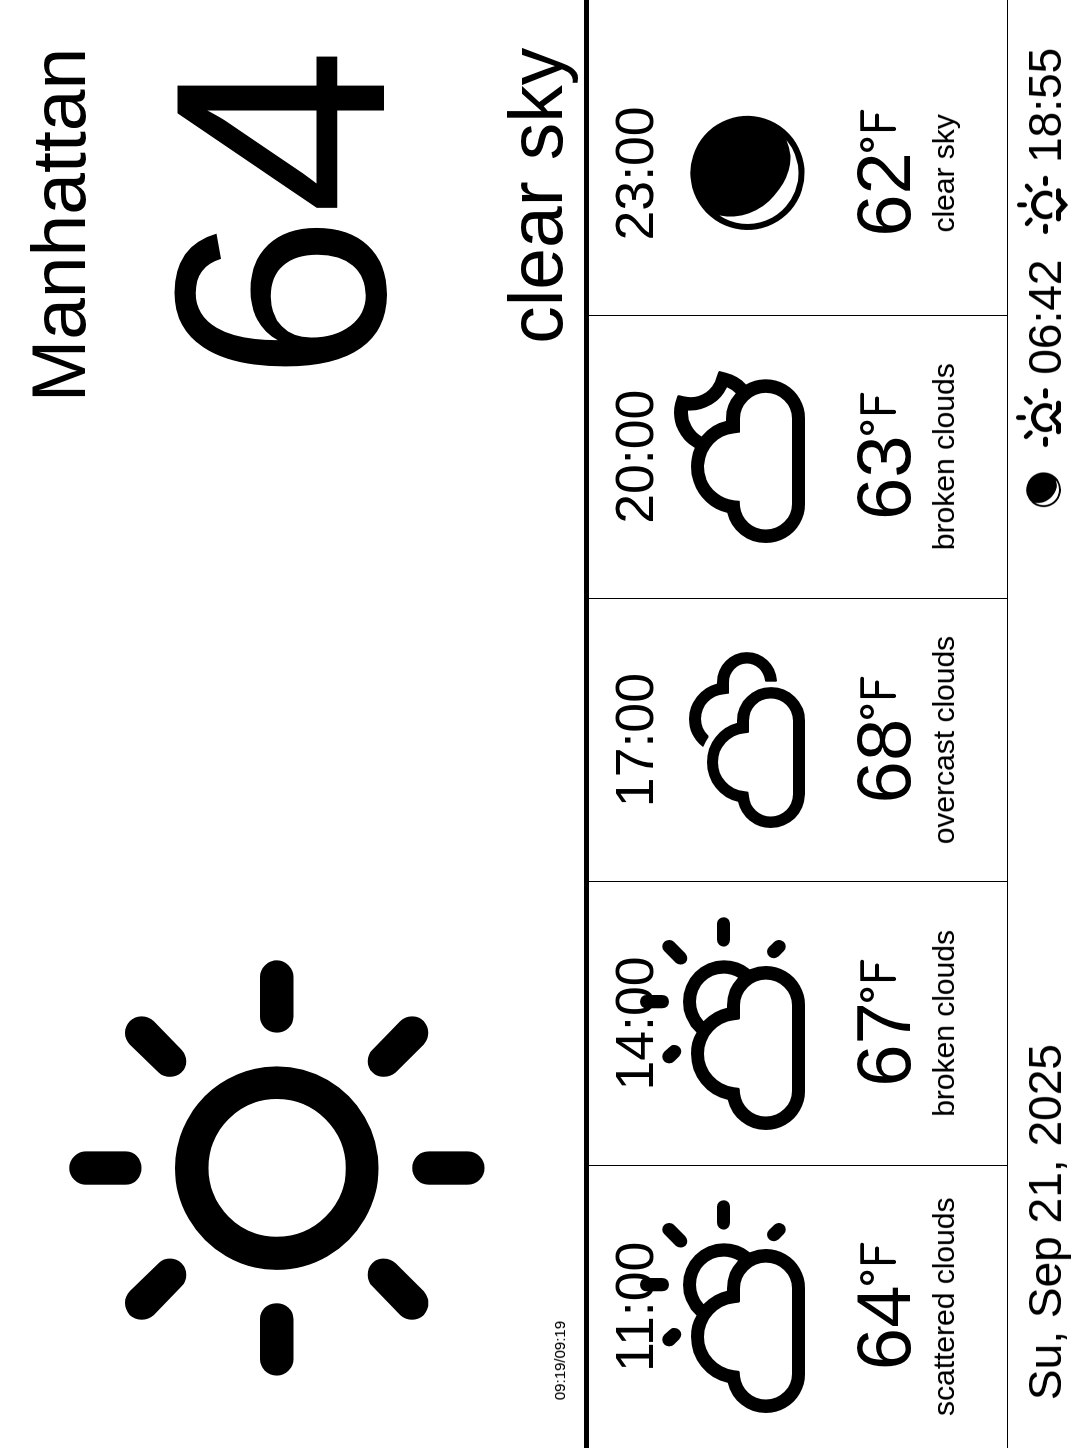 Manhattan
64
clear sky
09:19/09:19
11:00 14:00 17:00 20:00 23:00
64°F 67°F 68°F 63°F 62°F
scattered clouds broken clouds overcast clouds broken clouds clear sky
Su, Sep 21, 2025 06:42 18:55